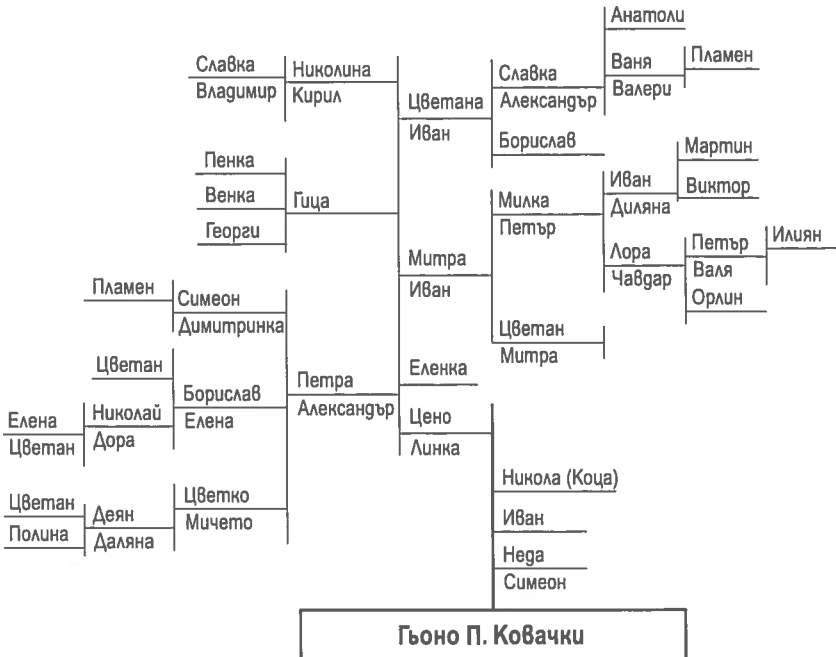 Анатоли
Славка
Владимир
Николина
Кирил
Цветана
Иван
Славка
Александър
Ваня
Валери
Пламен
Борислав
Пенка
Венка
Георги
Гица
Митра
Иван
Милка
Петър
Иван
Диляна
Мартин
Виктор
Лора
Чавдар
Петър
Валя
Орлин
Илиян
Цветан
Митра
Пламен
Симеон
Димитринка
Цветан
Борислав
Елена
Петра
Александър
Еленка
Цено
Линка
Елена
Цветан
Николай
Дора
Цветан
Полина
Деян
Даляна
Цветко
Мичето
Никола (Коца)
Иван
Неда
Симеон
Гьоно П. Ковачки